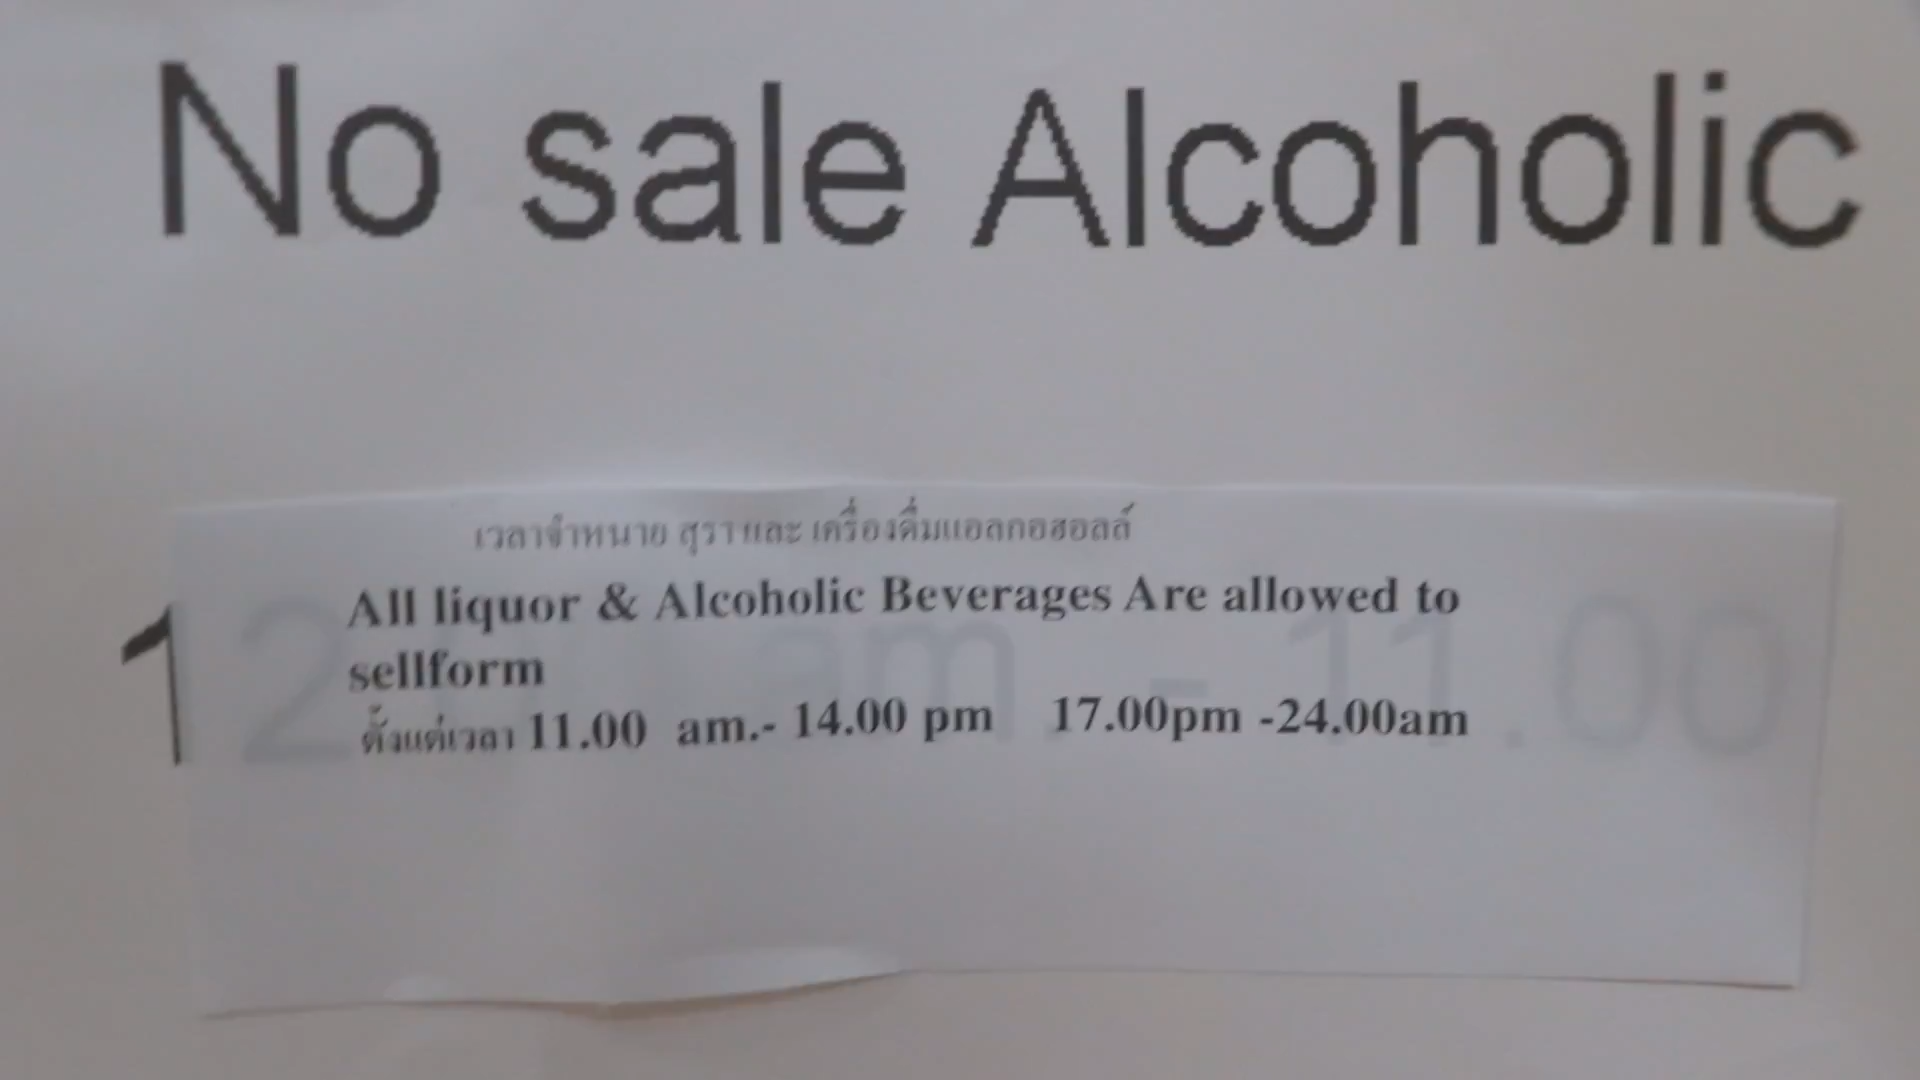 No sale Alcoholic
เวลาจำหนาย สุรา และ เครื่องดื่มแอลกอฮอลล์
All liquor & Alcoholic Beverages Are allowed to
sellform
ตั้งแต่เวลา 11.00 am.- 14.00 pm 17.00pm -24.00am